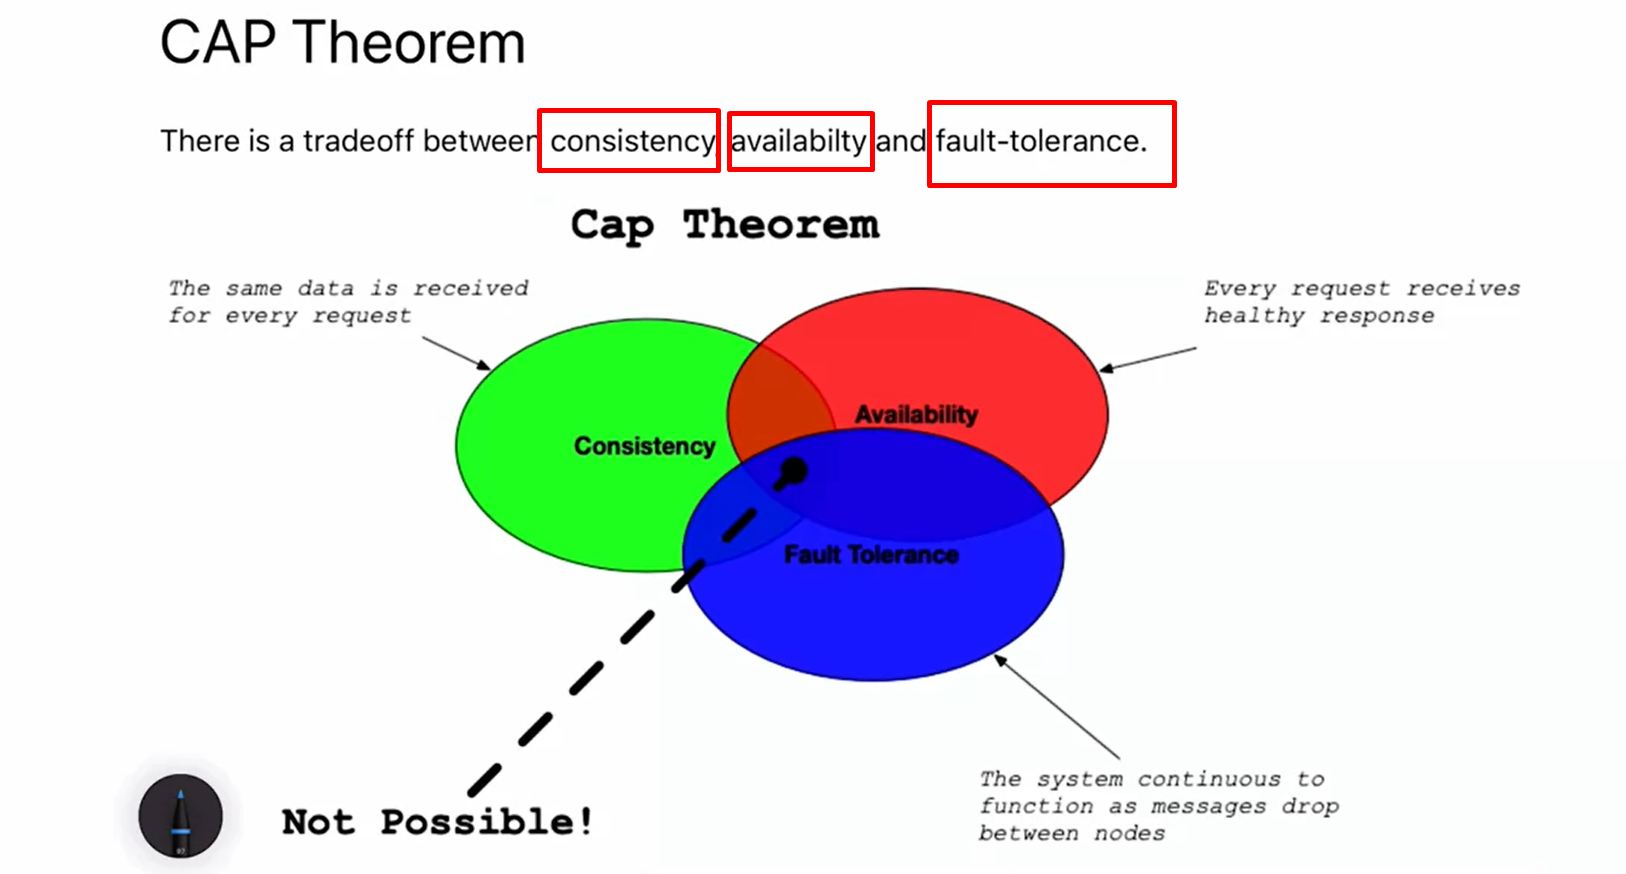 CAP Theorem
There is a tradeoff between consistency, availabilty and fault-tolerance.
Cap Theorem
The same data is received
for every request
Every request receives
healthy response
Availability
Consistency
Fault Tolerance
The system continuous to
function as messages drop
between nodes
Not Possible!